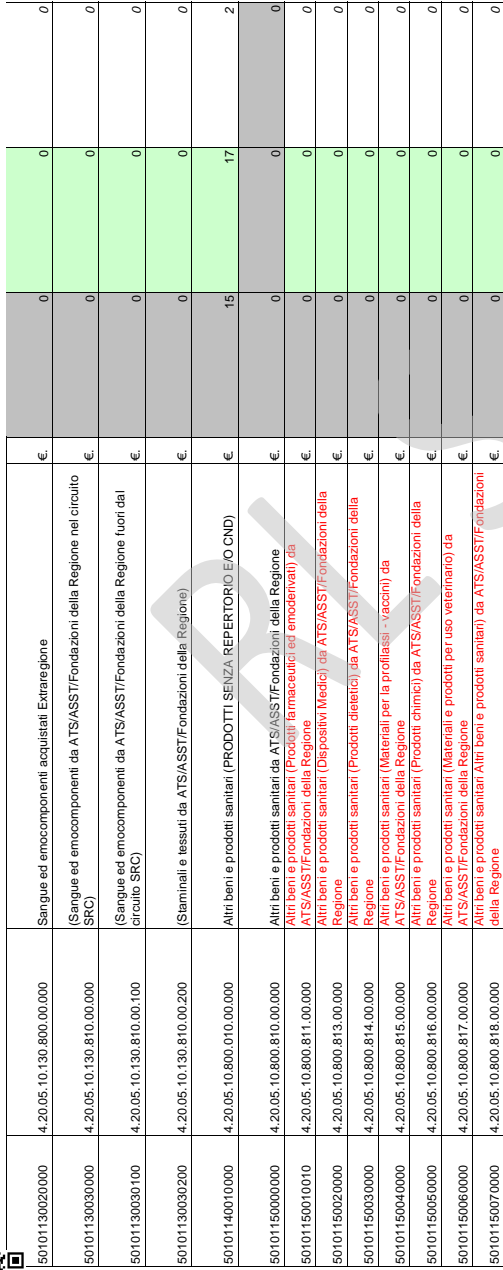 50101130020000 4.20.05.10.130.800.00.000 Sangue ed emocomponenti acquistati Extraregione €. 0 0 0
50101130030000 4.20.05.10.130.810.00.000 (Sangue ed emocomponenti da ATS/ASST/Fondazioni della Regione nel circuito
SRC) €. 0 0 0
50101130030100 4.20.05.10.130.810.00.100 (Sangue ed emocomponenti da ATS/ASST/Fondazioni della Regione fuori dal
circuito SRC) €. 0 0 0
50101130030200 4.20.05.10.130.810.00.200 (Staminali e tessuti da ATS/ASST/Fondazioni della Regione) €. 0 0 0
50101140010000 4.20.05.10.800.010.00.000 Altri beni e prodotti sanitari (PRODOTTI SENZA REPERTORIO E/O CND) €. 15 17 2
50101150000000 4.20.05.10.800.810.00.000 Altri beni e prodotti sanitari da ATS/ASST/Fondazioni della Regione €. 0 0 0
50101150010010 4.20.05.10.800.811.00.000 Altri beni e prodotti sanitari (Prodotti farmaceutici ed emoderivati) da
ATS/ASST/Fondazioni della Regione €. 0 0 0
50101150020000 4.20.05.10.800.813.00.000 Altri beni e prodotti sanitari (Dispositivi Medici) da ATS/ASST/Fondazioni della
Regione €. 0 0 0
50101150030000 4.20.05.10.800.814.00.000 Altri beni e prodotti sanitari (Prodotti dietetici) da ATS/ASST/Fondazioni della
Regione €. 0 0 0
50101150040000 4.20.05.10.800.815.00.000 Altri beni e prodotti sanitari (Materiali per la profilassi - vaccini) da
ATS/ASST/Fondazioni della Regione €. 0 0 0
50101150050000 4.20.05.10.800.816.00.000 Altri beni e prodotti sanitari (Prodotti chimici) da ATS/ASST/Fondazioni della
Regione €. 0 0 0
50101150060000 4.20.05.10.800.817.00.000 Altri beni e prodotti sanitari (Materiali e prodotti per uso veterinario) da
ATS/ASST/Fondazioni della Regione €. 0 0 0
50101150070000 4.20.05.10.800.818.00.000 Altri beni e prodotti sanitari Altri beni e prodotti sanitari) da ATS/ASST/Fondazioni
della Regione €. 0 0 0